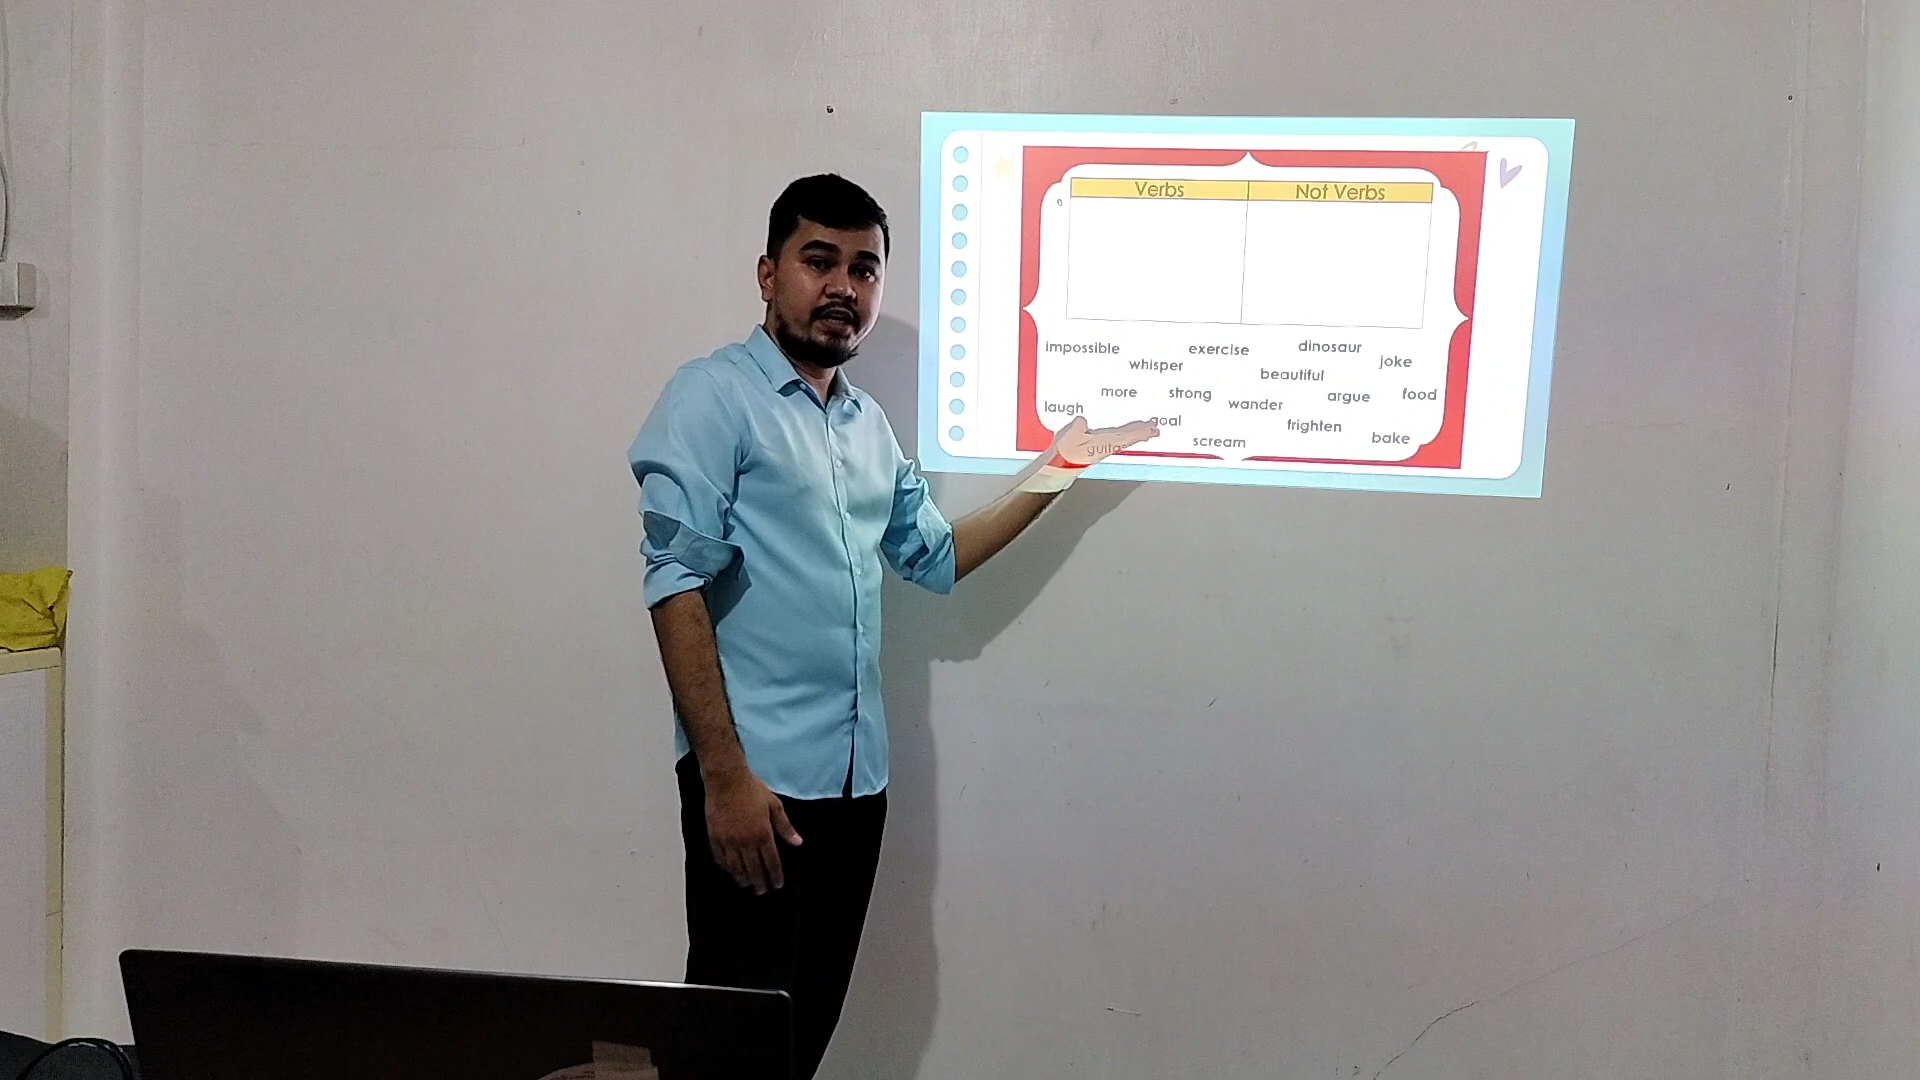 Verbs Not Verbs
impossible exercise dinosaur
whisper beautiful joke
more strong wander argue food
laugh goal frighten
scream bake